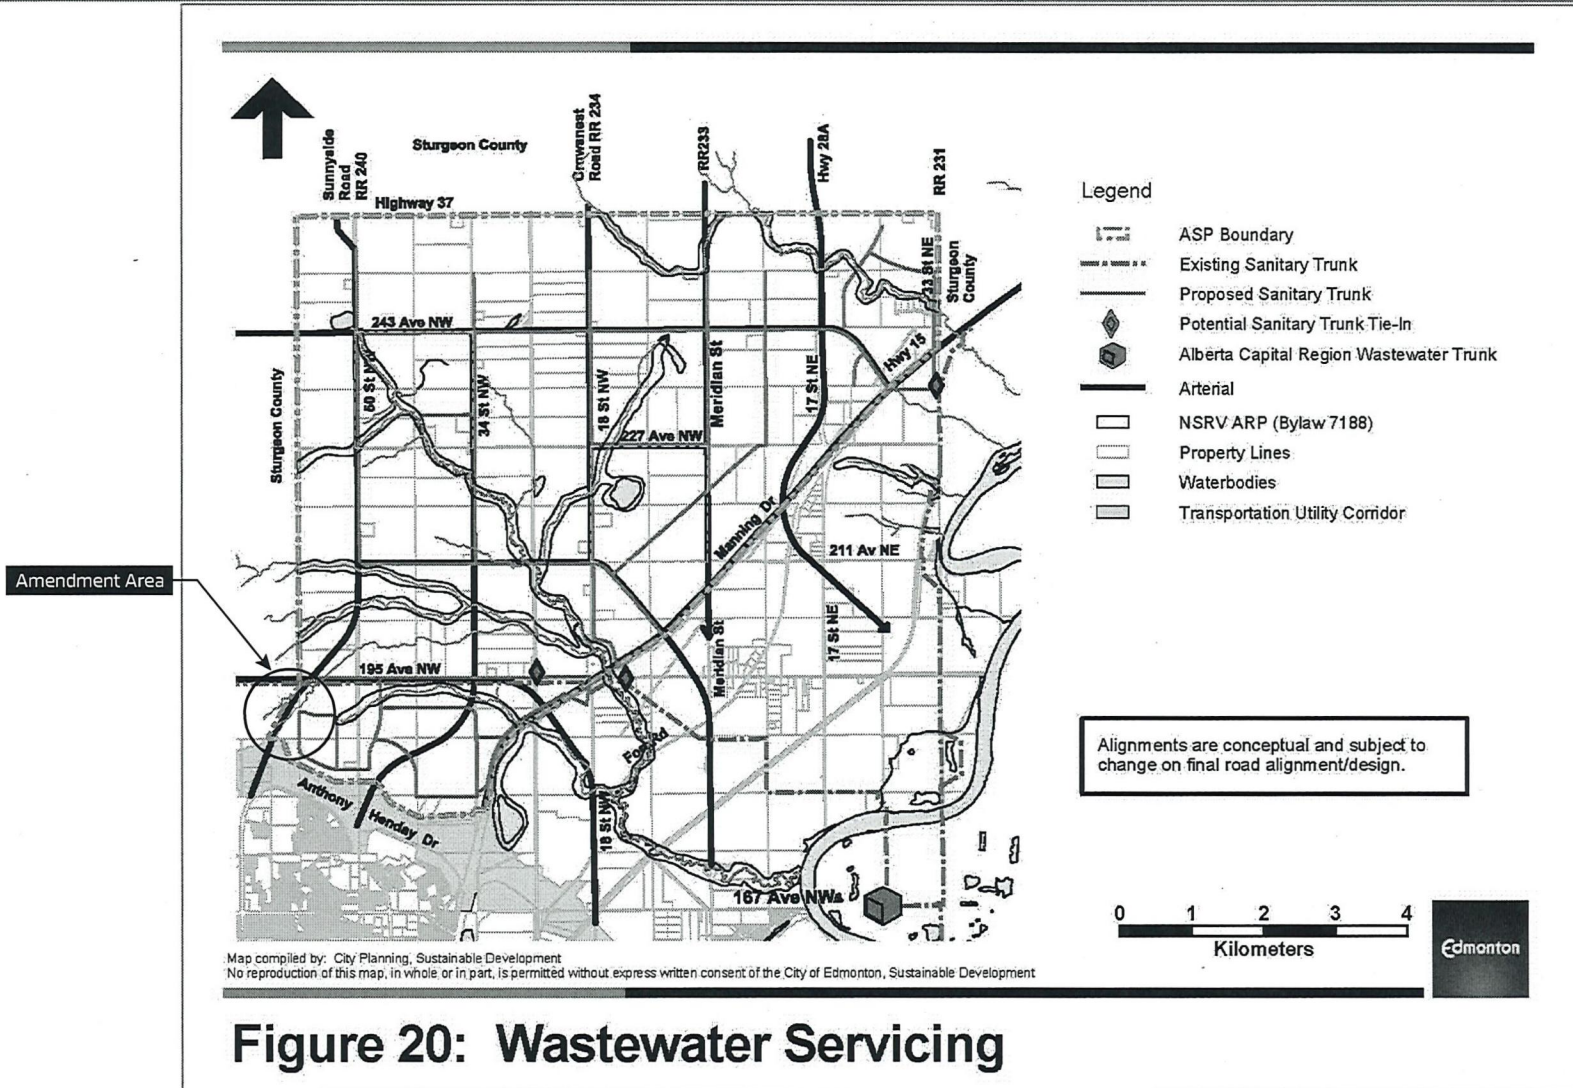 Sunnyside
Road
RR 240
Sturgeon County
Crowanest
Road RR 234
RR233
Hwy 28A
RR 231
Highway 37
33 St NE
Sturgeon
County
243 Ave NW
50 St NW
34 St NW
18 St NW
Meridian St
17 St NE
Hwy 15
Sturgeon County
227 Ave NW
Manning Dr
211 Av NE
Amendment Area
195 Ave NW
Meridian St
17 St NE
Fort Rd
Anthony
Henday Dr
18 St NW
167 Ave NW
Legend
ASP Boundary
Existing Sanitary Trunk
Proposed Sanitary Trunk
Potential Sanitary Trunk Tie-In
Alberta Capital Region Wastewater Trunk
Arterial
NSRV ARP (Bylaw 7188)
Property Lines
Waterbodies
Transportation Utility Corridor
Alignments are conceptual and subject to
change on final road alignment/design.
0 1 2 3 4
Kilometers
Edmonton
Map compiled by: City Planning, Sustainable Development
No reproduction of this map, in whole or in part, is permitted without express written consent of the City of Edmonton, Sustainable Development
Figure 20: Wastewater Servicing